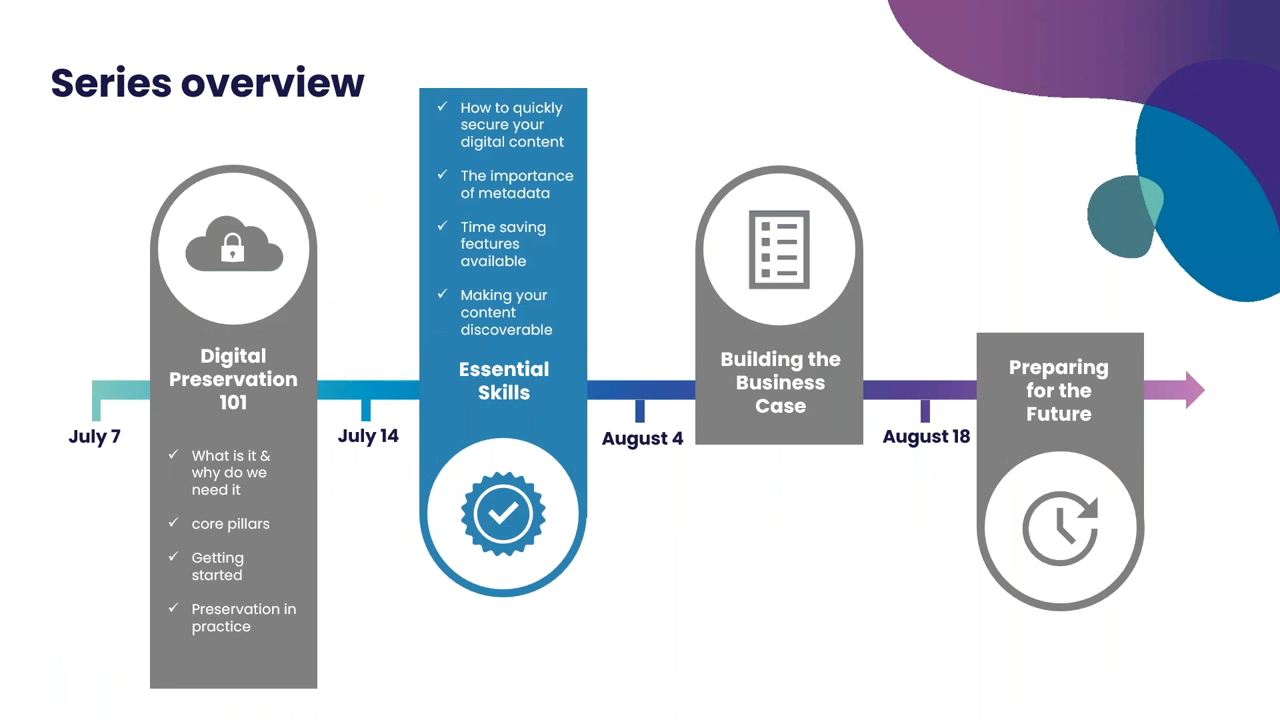 Series overview
Digital
Preservation
101
✓ What is it &
why do we
need it
✓ core pillars
✓ Getting
started
✓ Preservation in
practice
✓ How to quickly
secure your
digital content
✓ The importance
of metadata
✓ Time saving
features
available
✓ Making your
content
discoverable
Essential
Skills
Building the
Business
Case
Preparing
for the
Future
July 7
July 14
August 4
August 18